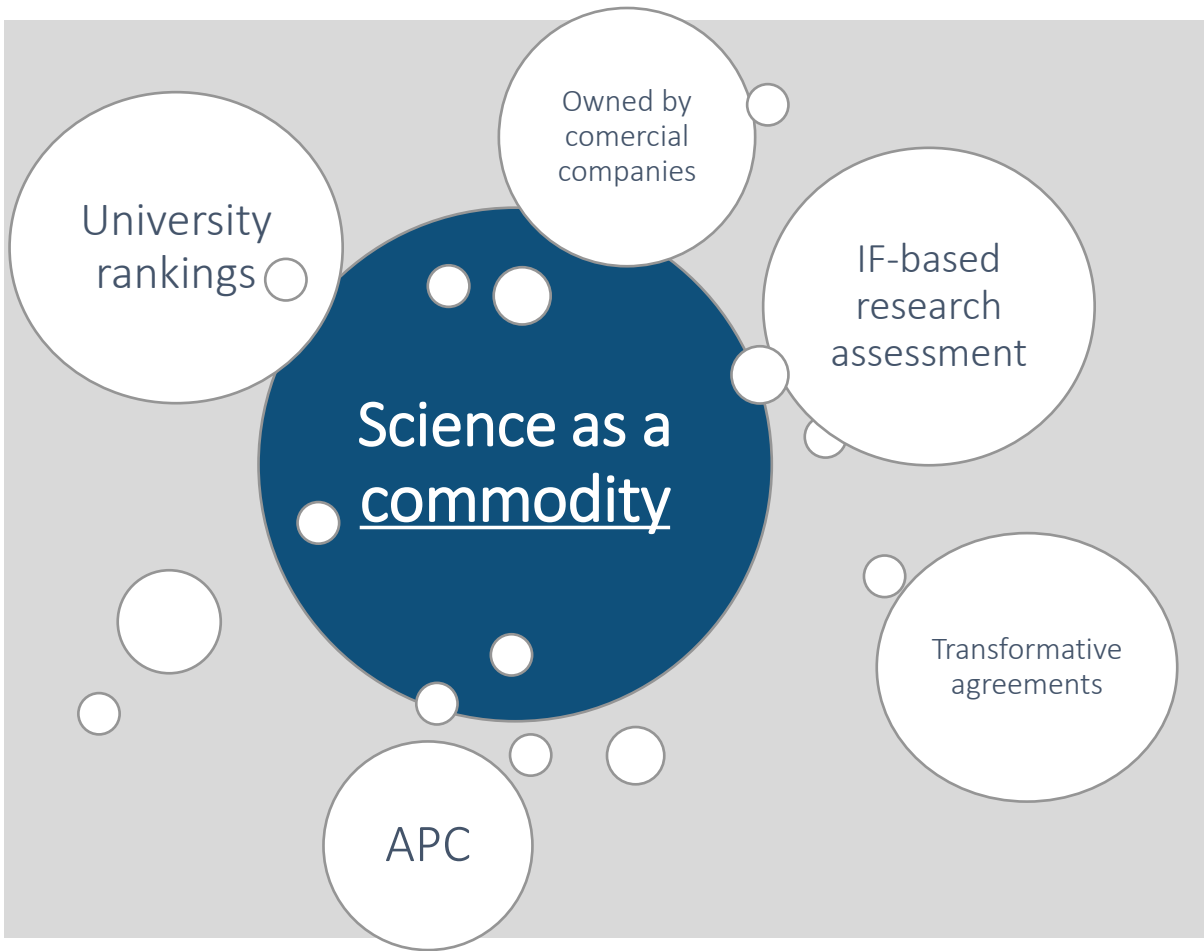 Owned by
comercial
companies
University
rankings
IF-based
research
assessment
Science as a
commodity
Transformative
agreements
APC